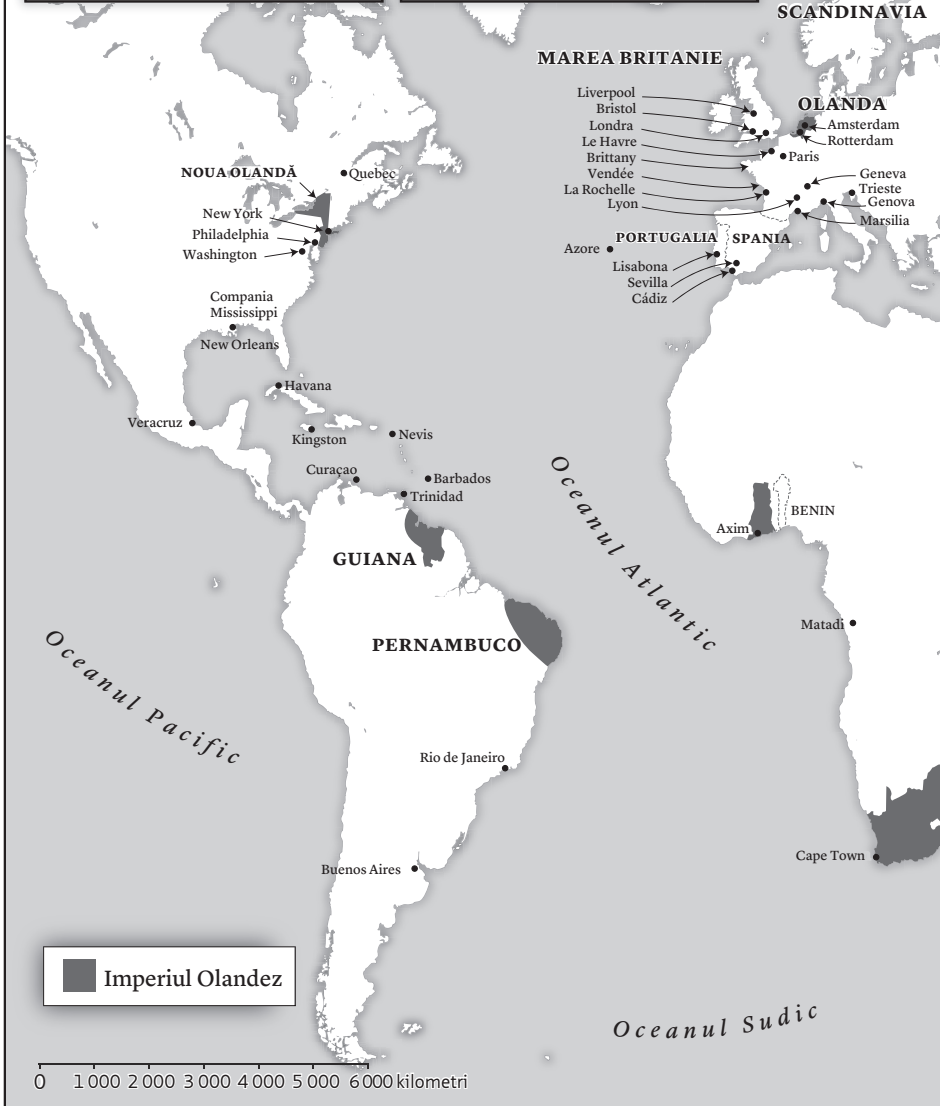 SCANDINAVIA
MAREA BRITANIE
Liverpool
Bristol
Londra
Le Havre
Brittany
Vendée
La Rochelle
Lyon
OLANDA
Amsterdam
Rotterdam
Paris
Geneva
Trieste
Genova
Marsilia
NOUA OLANDĂ
Quebec
New York
Philadelphia
Washington
Azore
PORTUGALIA
SPANIA
Lisabona
Sevilla
Cádiz
Compania
Mississippi
New Orleans
Havana
Veracruz
Kingston
Nevis
Curaçao
Barbados
Trinidad
Oceanul Atlantic
BENIN
Axim
GUIANA
PERNAMBUCO
Matadi
Oceanul Pacific
Rio de Janeiro
Buenos Aires
Cape Town
Imperiul Olandez
Oceanul Sudic
0 1 000 2 000 3 000 4 000 5 000 6 000 kilometri